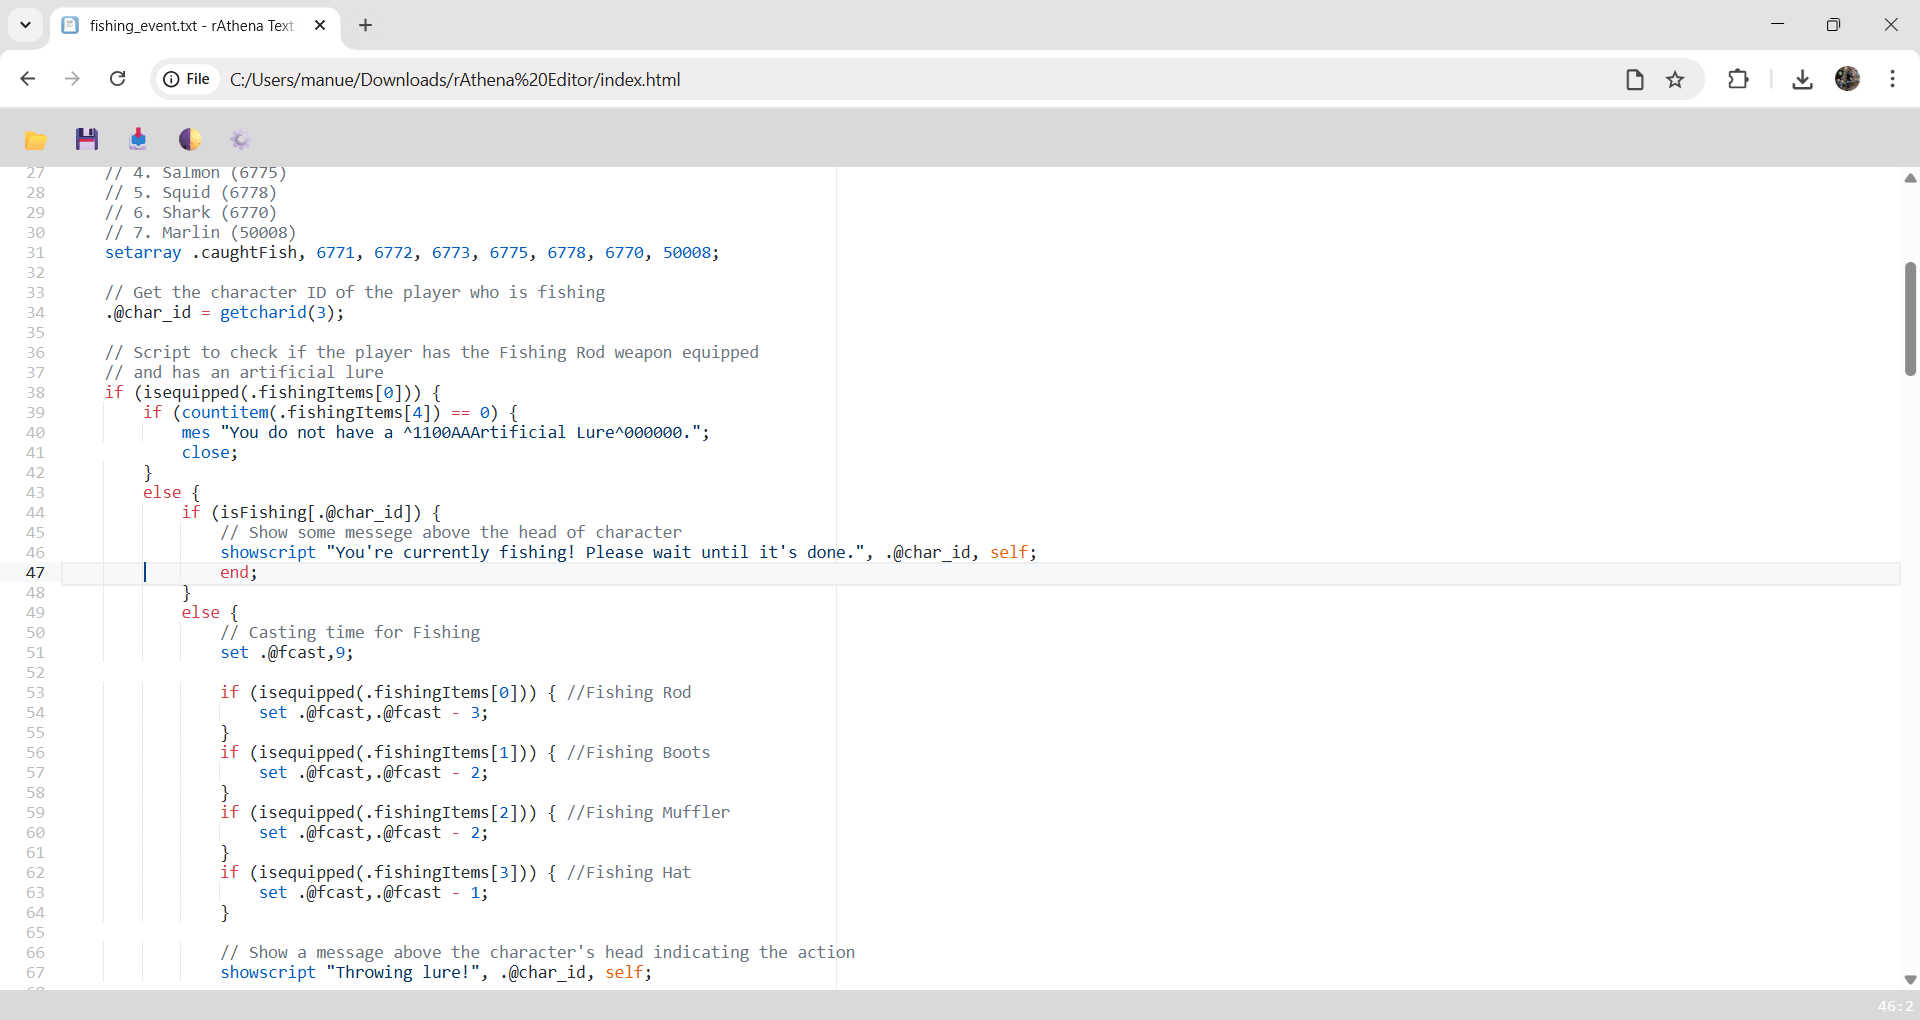 fishing_event.txt - rAthena Text
File
C:/Users/manue/Downloads/rAthena%20Editor/index.html
27 // 4. Salmon (6775)
28 // 5. Squid (6778)
29 // 6. Shark (6770)
30 // 7. Marlin (50008)
31 setarray .caughtFish, 6771, 6772, 6773, 6775, 6778, 6770, 50008;
32
33 // Get the character ID of the player who is fishing
34 .@char_id = getcharid(3);
35
36 // Script to check if the player has the Fishing Rod weapon equipped
37 // and has an artificial lure
38 if (isequipped(.fishingItems[0])) {
39 if (countitem(.fishingItems[4]) == 0) {
40 mes "You do not have a ^1100AAArtificial Lure^000000.";
41 close;
42 }
43 else {
44 if (isFishing[.@char_id]) {
45 // Show some messege above the head of character
46 showscript "You're currently fishing! Please wait until it's done.", .@char_id, self;
47 end;
48 }
49 else {
50 // Casting time for Fishing
51 set .@fcast,9;
52
53 if (isequipped(.fishingItems[0])) { //Fishing Rod
54 set .@fcast,.@fcast - 3;
55 }
56 if (isequipped(.fishingItems[1])) { //Fishing Boots
57 set .@fcast,.@fcast - 2;
58 }
59 if (isequipped(.fishingItems[2])) { //Fishing Muffler
60 set .@fcast,.@fcast - 2;
61 }
62 if (isequipped(.fishingItems[3])) { //Fishing Hat
63 set .@fcast,.@fcast - 1;
64 }
65
66 // Show a message above the character's head indicating the action
67 showscript "Throwing lure!", .@char_id, self;
46:2